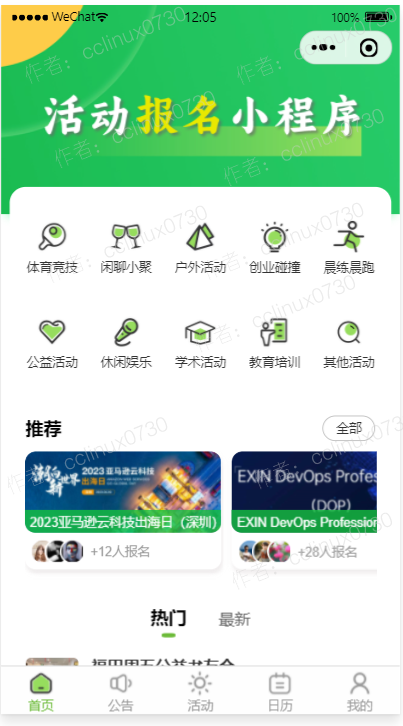 WeChat 12:05 100%
活动报名小程序
体育竞技 闲聊小聚 户外活动 创业碰撞 晨练晨跑
公益活动 休闲娱乐 学术活动 教育培训 其他活动
推荐 全部
2023亚马逊云科技
出海日
EXIN DevOps Profes
(DOP)
2023亚马逊云科技出海日（深圳） EXIN DevOps Profession
+12人报名 +28人报名
热门 最新
首页 公告 活动 日历 我的
作者：cclinux0730